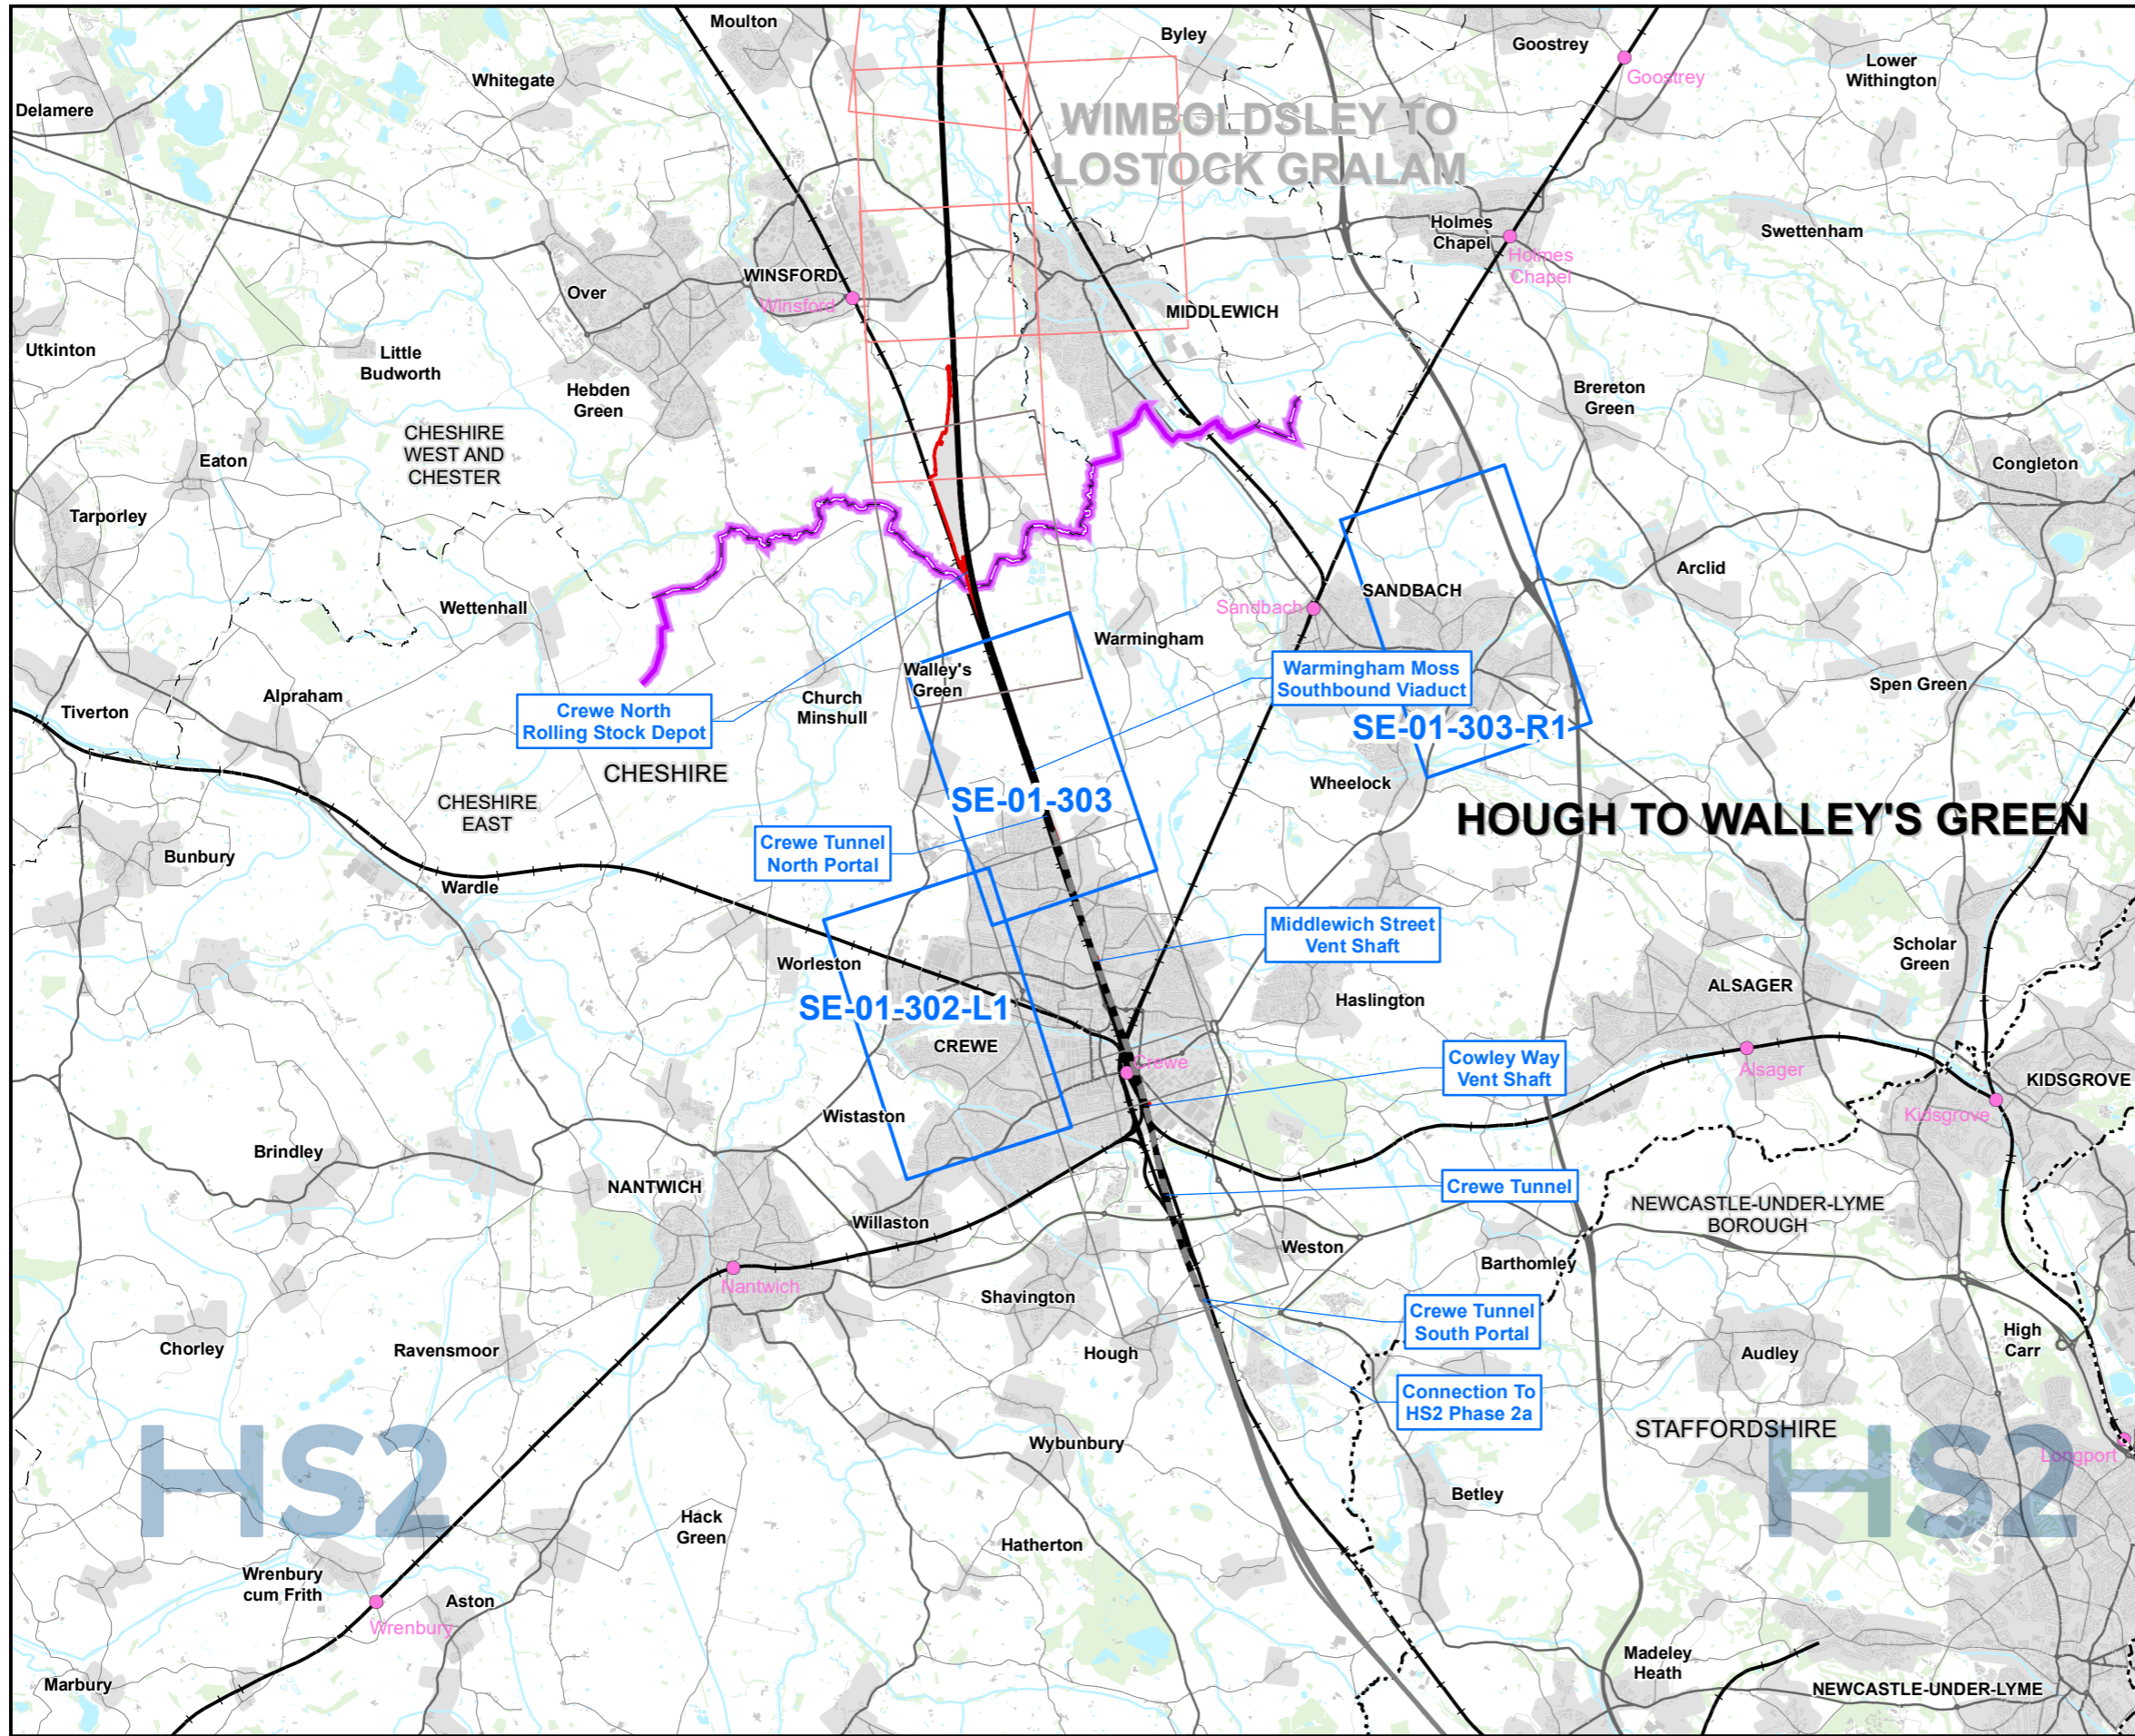 Moulton
Byley
Goostrey
Goostrey
Lower
Withington
Whitegate
Delamere
WIMBOLDSLEY TO
LOSTOCK GRALAM
Holmes
Chapel
Holmes
Chapel
Swettenham
WINSFORD
Winsford
Over
MIDDLEWICH
Utkinton
Little
Budworth
Hebden
Green
Brereton
Green
CHESHIRE
WEST AND
CHESTER
Eaton
Congleton
Tarporley
Arclid
SANDBACH
Sandbach
Wettenhall
Warmingham
Walley's
Green
Warmingham Moss
Southbound Viaduct
Spen Green
Alpraham
Church
Minshull
Tiverton
Crewe North
Rolling Stock Depot
SE-01-303-R1
CHESHIRE
Wheelock
SE-01-303
CHESHIRE
EAST
HOUGH TO WALLEY'S GREEN
Crewe Tunnel
North Portal
Bunbury
Wardle
Middlewich Street
Vent Shaft
Scholar
Green
Worleston
ALSAGER
Haslington
SE-01-302-L1
CREWE
Crewe
Cowley Way
Vent Shaft
Alsager
KIDSGROVE
Kidsgrove
Wistaston
Brindley
NANTWICH
Crewe Tunnel
NEWCASTLE-UNDER-LYME
BOROUGH
Willaston
Weston
Barthomley
Nantwich
Shavington
Crewe Tunnel
South Portal
High
Carr
Chorley
Ravensmoor
Hough
Audley
Connection To
HS2 Phase 2a
STAFFORDSHIRE
Wybunbury
Longport
HS2
HS2
Betley
Hack
Green
Hatherton
Wrenbury
cum Frith
Aston
Wrenbury
Madeley
Heath
Marbury
NEWCASTLE-UNDER-LYME